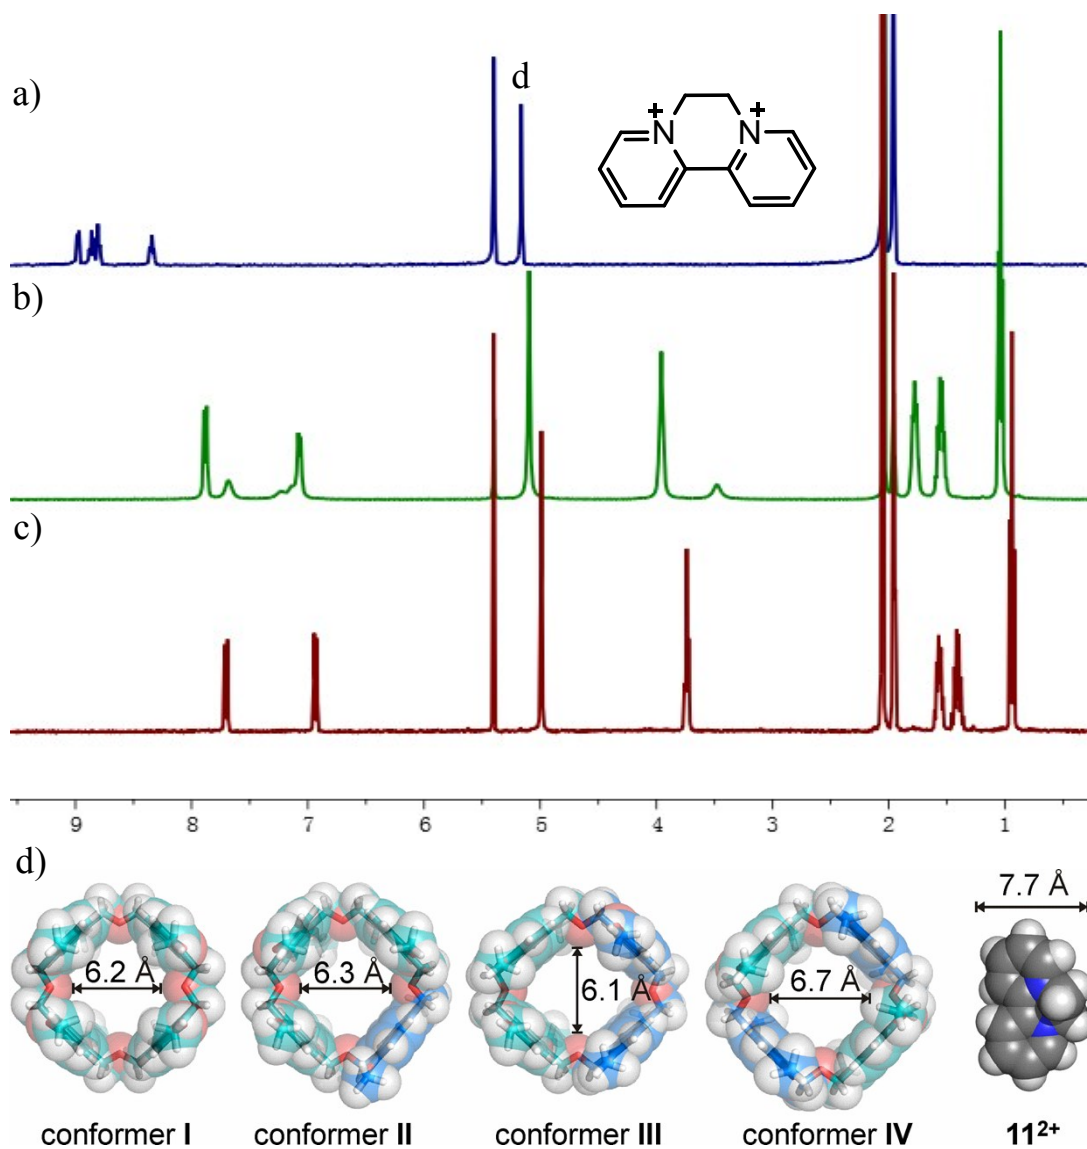 a)
d
+ +
N N
b)
c)
9 8 7 6 5 4 3 2 1
d)
7.7 Å
6.2 Å 6.3 Å 6.1 Å 6.7 Å
conformer I conformer II conformer III conformer IV 11²⁺